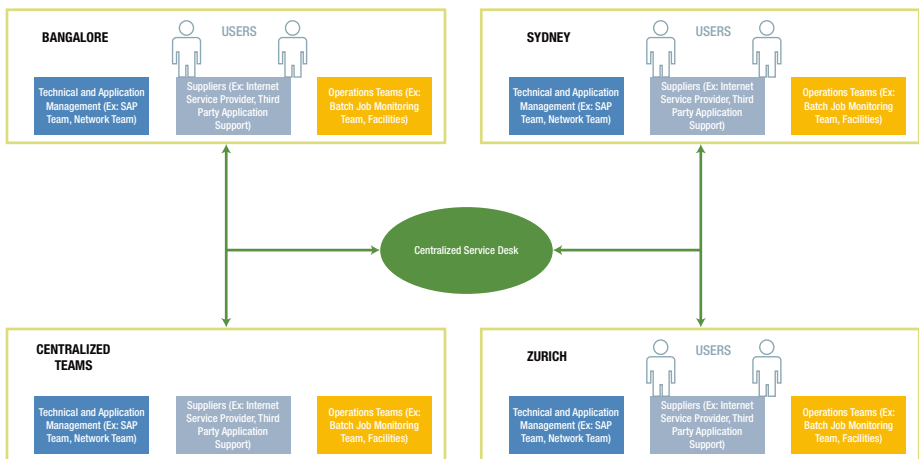 BANGALORE
USERS
Technical and Application
Management (Ex: SAP
Team, Network Team)
Suppliers (Ex: Internet
Service Provider, Third
Party Application
Support)
Operations Teams (Ex:
Batch Job Monitoring
Team, Facilities)
SYDNEY
USERS
Technical and Application
Management (Ex: SAP
Team, Network Team)
Suppliers (Ex: Internet
Service Provider, Third
Party Application
Support)
Operations Teams (Ex:
Batch Job Monitoring
Team, Facilities)
Centralized Service Desk
CENTRALIZED
TEAMS
Technical and Application
Management (Ex: SAP
Team, Network Team)
Suppliers (Ex: Internet
Service Provider, Third
Party Application
Support)
Operations Teams (Ex:
Batch Job Monitoring
Team, Facilities)
ZURICH
USERS
Technical and Application
Management (Ex: SAP
Team, Network Team)
Suppliers (Ex: Internet
Service Provider, Third
Party Application
Support)
Operations Teams (Ex:
Batch Job Monitoring
Team, Facilities)